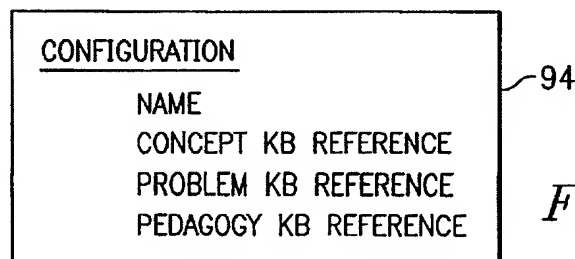 CONFIGURATION
NAME
CONCEPT KB REFERENCE
PROBLEM KB REFERENCE
PEDAGOGY KB REFERENCE
94
F